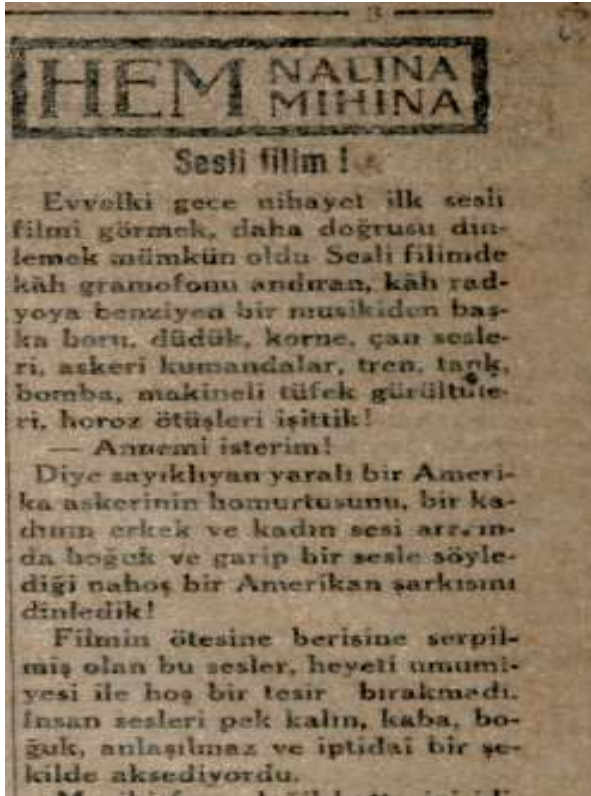 3
HEM NALINA
MIHINA
Sesli filim !
Evvelki gece nihayet ilk sesli
filmi görmek, daha doğrusu din-
lemek mümkün oldu Sesli filimde
kâh gramofonu andıran, kâh rad-
yoya benziyen bir musikiden baş-
ka boru, düdük, korne, çan sesle-
ri, askeri kumandalar, tren, tank,
bomba, makineli tüfek gürültüle-
ri, horoz ötüşleri işittik!
— Annemi isterim!
Diye sayıklıyan yaralı bir Ameri-
ka askerinin homurtusunu, bir ka-
dının erkek ve kadın sesi arasın-
da boğuk ve garip bir sesle söyle-
diği nahoş bir Amerikan şarkısını
dinledik!
Filmin ötesine berisine serpil-
miş olan bu sesler, heyeti umumi-
yesi ile hoş bir tesir bırakmadı.
İnsan sesleri pek kalın, kaba, bo-
ğuk, anlaşılmaz ve iptidai bir şe-
kilde aksediyordu.